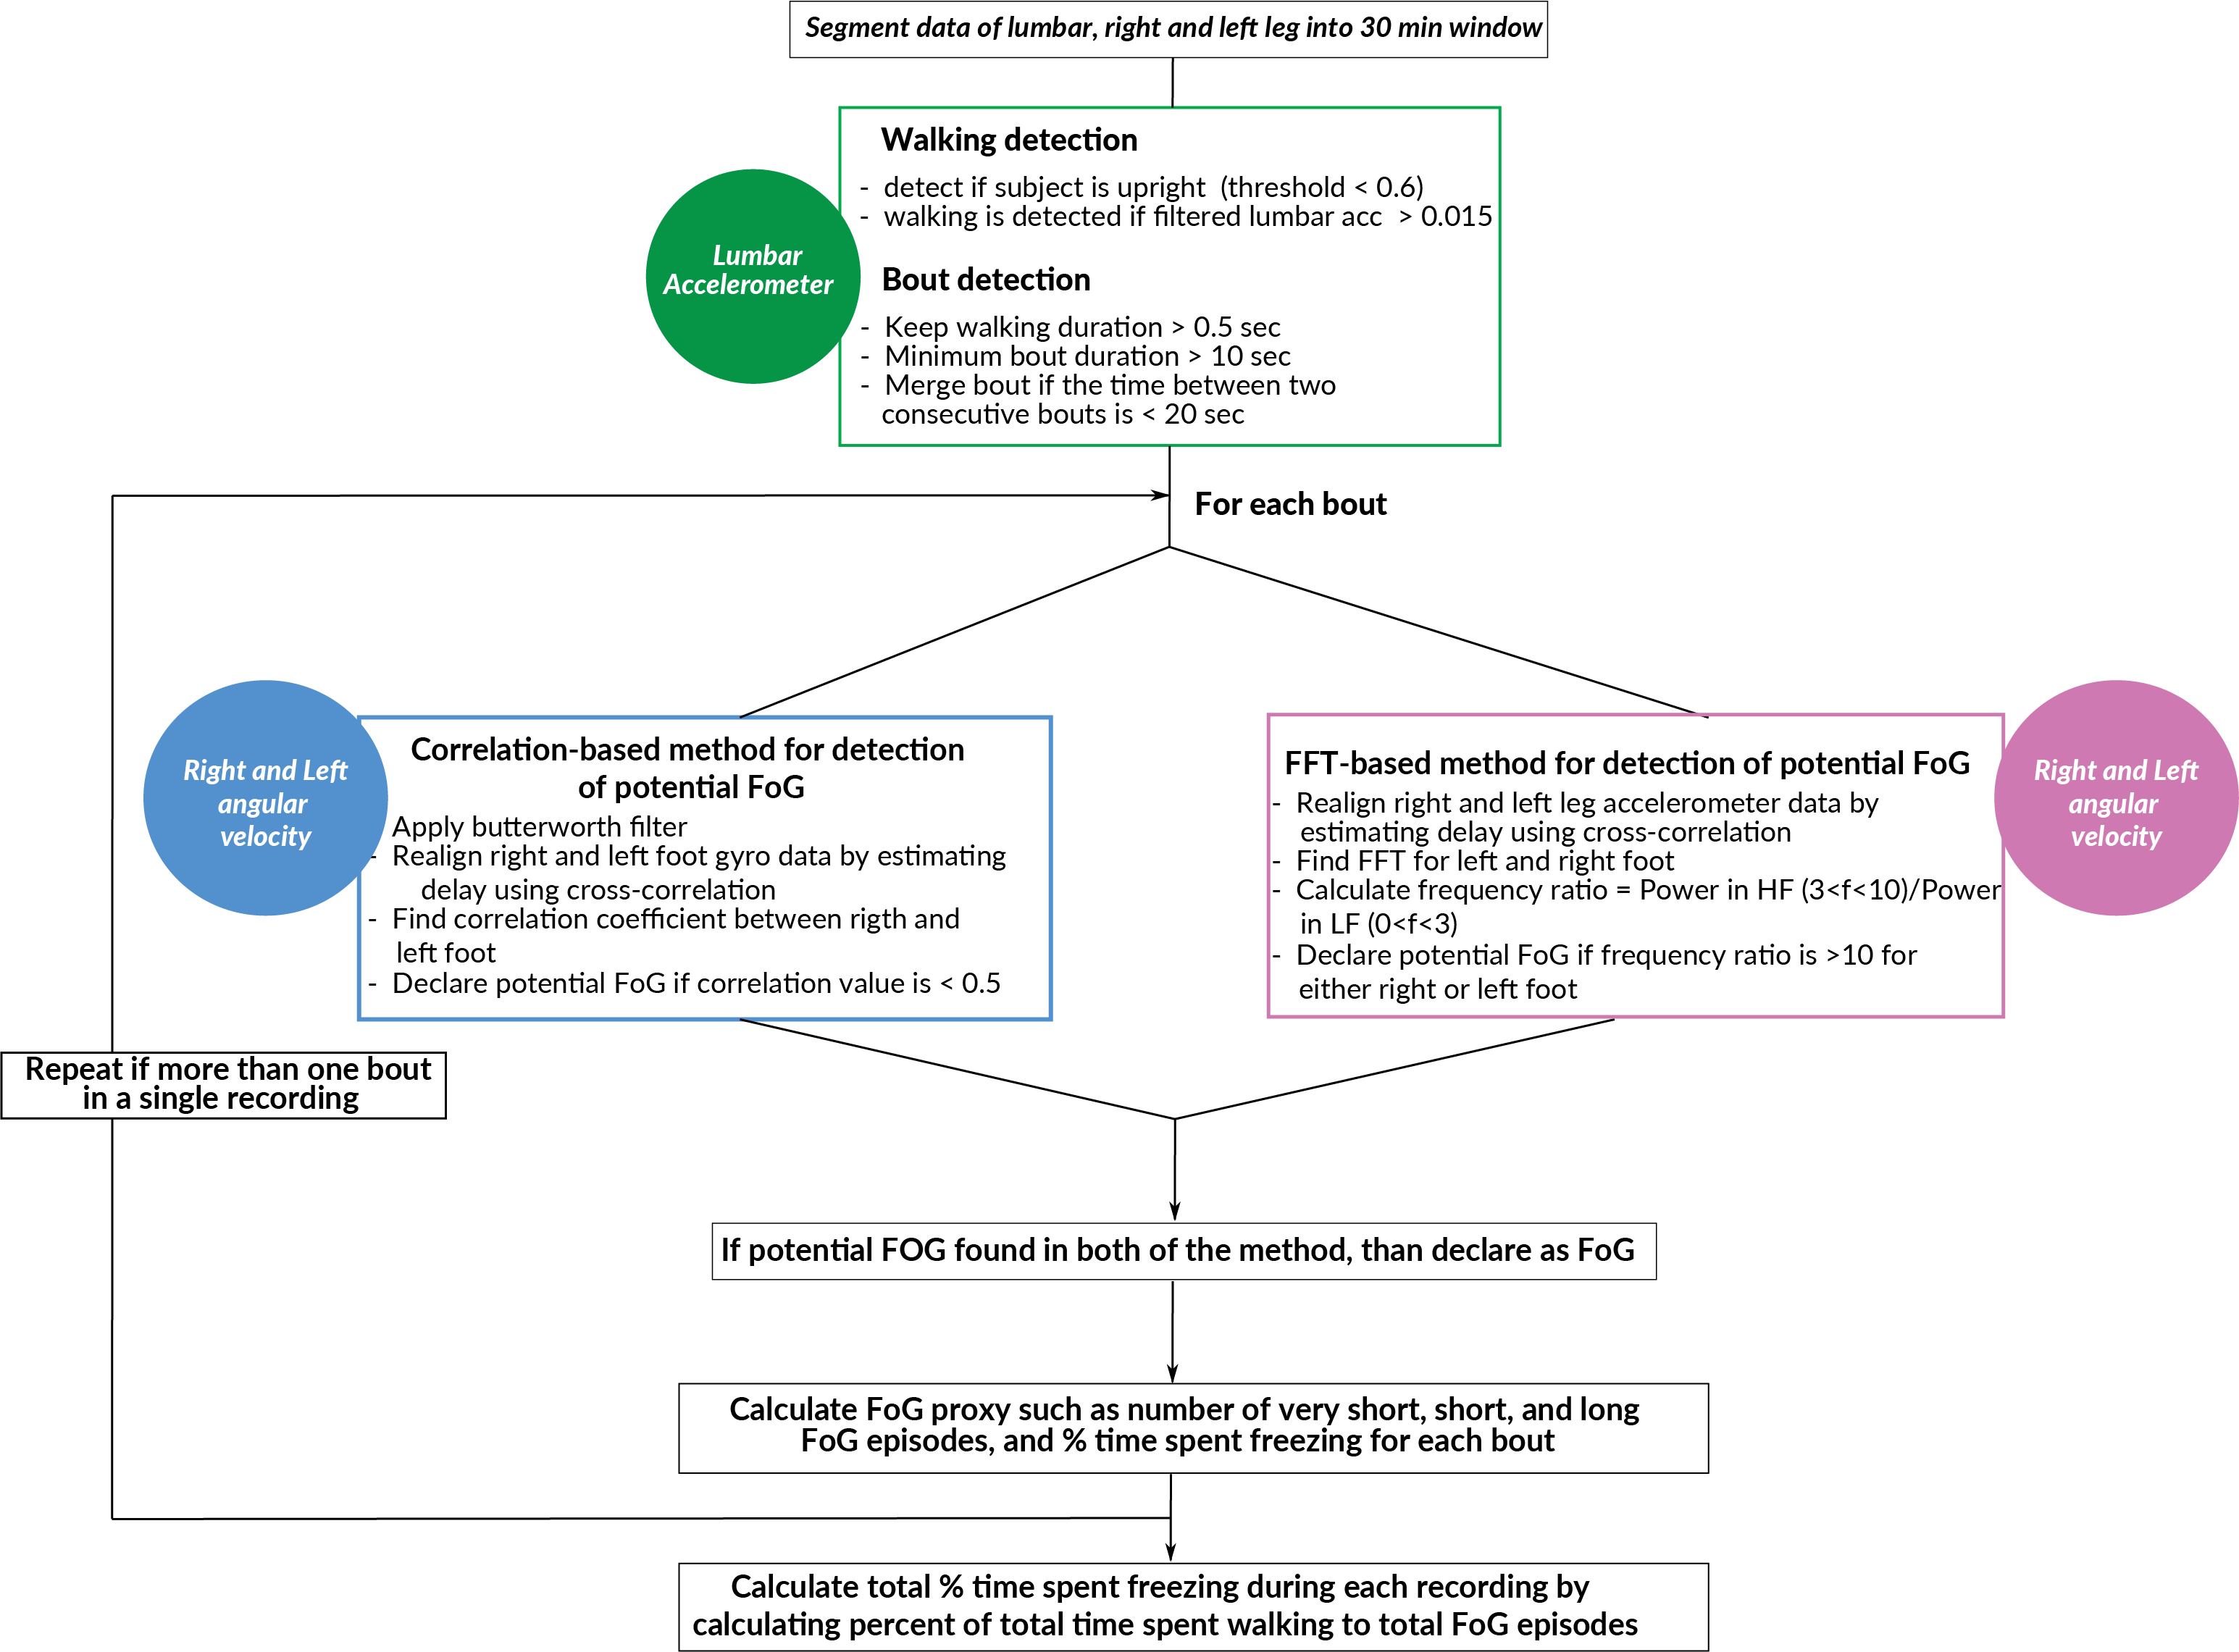 Segment data of lumbar, right and left leg into 30 min window
Walking detection
- detect if subject is upright (threshold < 0.6)
- walking is detected if filtered lumbar acc > 0.015
Lumbar
Accelerometer
Bout detection
- Keep walking duration > 0.5 sec
- Minimum bout duration > 10 sec
- Merge bout if the time between two
consecutive bouts is < 20 sec
For each bout
Right and Left
angular
velocity
Correlation-based method for detection
of potential FoG
Apply butterworth filter
- Realign right and left foot gyro data by estimating
delay using cross-correlation
- Find correlation coefficient between rigth and
left foot
- Declare potential FoG if correlation value is < 0.5
FFT-based method for detection of potential FoG
- Realign right and left leg accelerometer data by
estimating delay using cross-correlation
- Find FFT for left and right foot
- Calculate frequency ratio = Power in HF (3<f<10)/Power
in LF (0<f<3)
- Declare potential FoG if frequency ratio is >10 for
either right or left foot
Right and Left
angular
velocity
Repeat if more than one bout
in a single recording
If potential FOG found in both of the method, than declare as FoG
Calculate FoG proxy such as number of very short, short, and long
FoG episodes, and % time spent freezing for each bout
Calculate total % time spent freezing during each recording by
calculating percent of total time spent walking to total FoG episodes